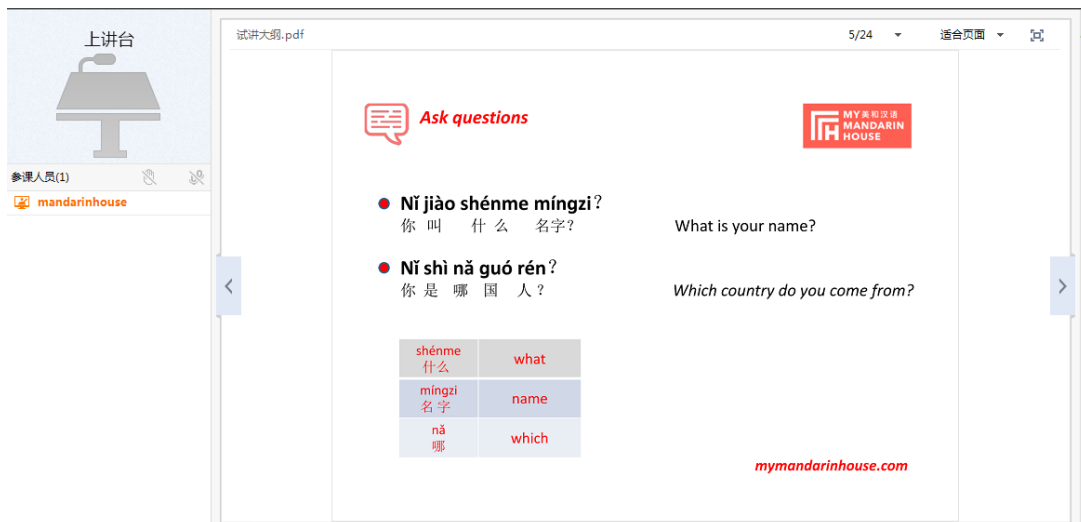 上讲台
参课人员(1)
mandarinhouse
试讲大纲.pdf
5/24
适合页面
Ask questions
MY美和汉语
MANDARIN
HOUSE
Nǐ jiào shénme míngzi？
你 叫 什 么 名字？
What is your name?
Nǐ shì nǎ guó rén？
你 是 哪 国 人？
Which country do you come from?
shénme
什么
what
míngzi
名 字
name
nǎ
哪
which
mymandarinhouse.com